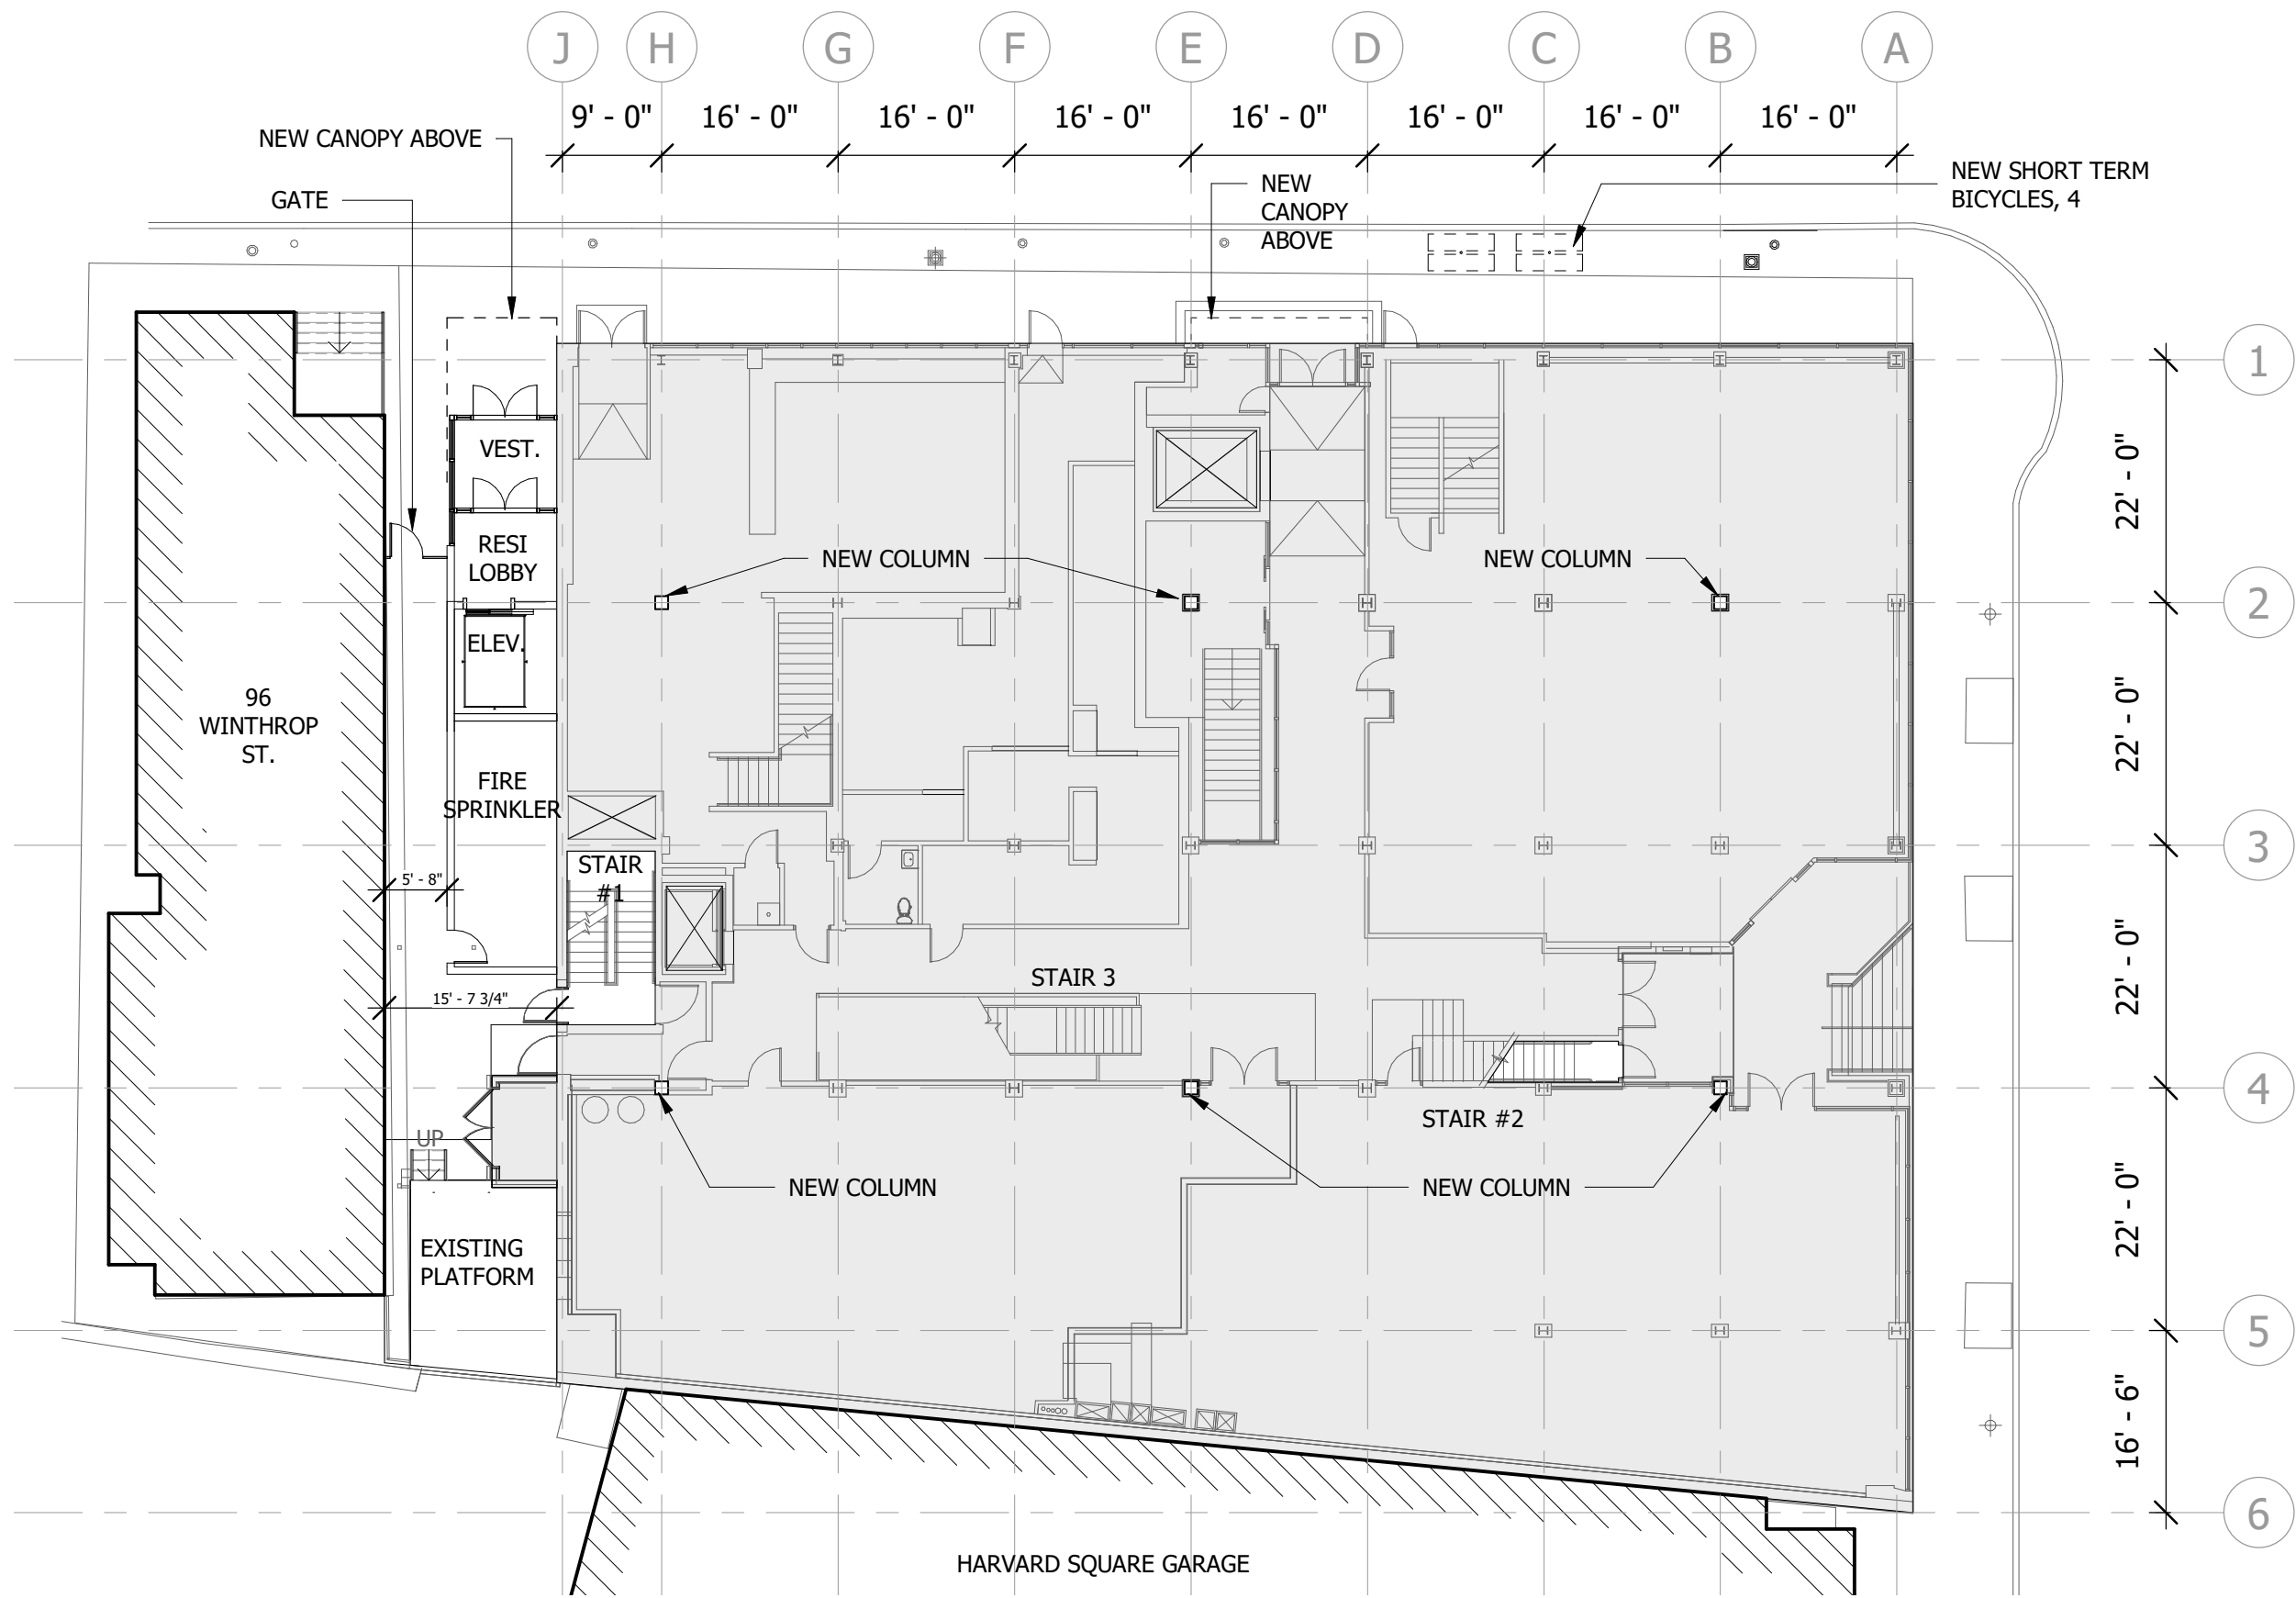 J H G F E D C B A
9' - 0" 16' - 0" 16' - 0" 16' - 0" 16' - 0" 16' - 0" 16' - 0" 16' - 0"
NEW CANOPY ABOVE
GATE
NEW
CANOPY
ABOVE
NEW SHORT TERM
BICYCLES, 4
1
VEST.
22' - 0"
RESI
LOBBY
NEW COLUMN
NEW COLUMN
2
ELEV.
96
WINTHROP
ST.
22' - 0"
FIRE
SPRINKLER
3
STAIR
#1
5' - 8"
STAIR 3
22' - 0"
15' - 7 3/4"
4
STAIR #2
UP
NEW COLUMN
NEW COLUMN
22' - 0"
EXISTING
PLATFORM
5
16' - 6"
6
HARVARD SQUARE GARAGE